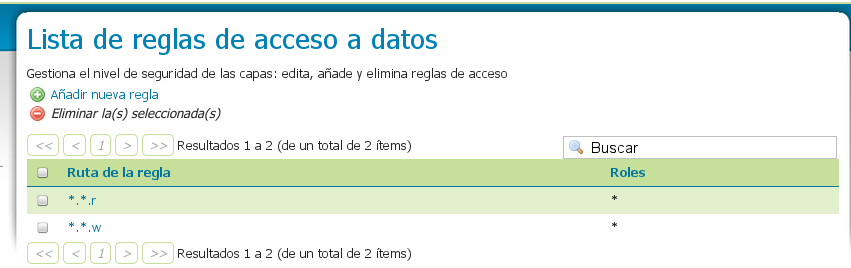 Lista de reglas de acceso a datos
Gestiona el nivel de seguridad de las capas: edita, añade y elimina reglas de acceso
Añadir nueva regla
Eliminar la(s) seleccionada(s)
<< < 1 > >> Resultados 1 a 2 (de un total de 2 ítems) Buscar
Ruta de la regla Roles
*.*.r *
*.*.w *
<< < 1 > >> Resultados 1 a 2 (de un total de 2 ítems)